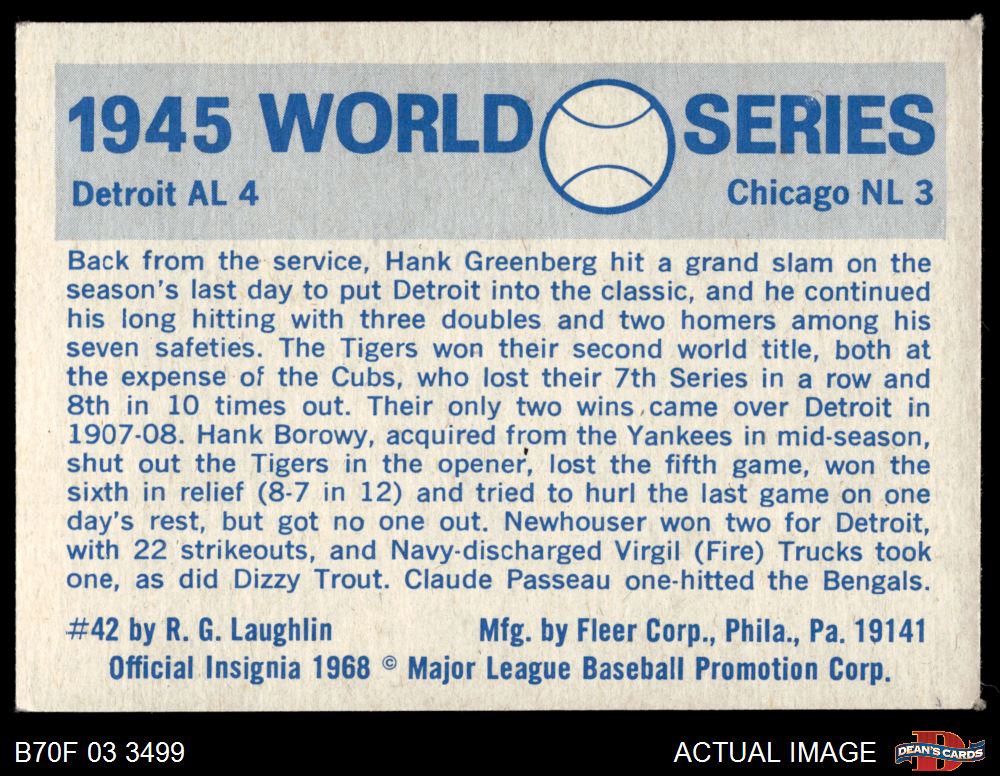 1945 WORLD SERIES
Detroit AL 4 Chicago NL 3
Back from the service, Hank Greenberg hit a grand slam on the
season's last day to put Detroit into the classic, and he continued
his long hitting with three doubles and two homers among his
seven safeties. The Tigers won their second world title, both at
the expense of the Cubs, who lost their 7th Series in a row and
8th in 10 times out. Their only two wins came over Detroit in
1907-08. Hank Borowy, acquired from the Yankees in mid-season,
shut out the Tigers in the opener, lost the fifth game, won the
sixth in relief (8-7 in 12) and tried to hurl the last game on one
day's rest, but got no one out. Newhouser won two for Detroit,
with 22 strikeouts, and Navy-discharged Virgil (Fire) Trucks took
one, as did Dizzy Trout. Claude Passeau one-hitted the Bengals.
#42 by R. G. Laughlin Mfg. by Fleer Corp., Phila., Pa. 19141
Official Insignia 1968 © Major League Baseball Promotion Corp.
B70F 03 3499 ACTUAL IMAGE D DEAN'S CARDS